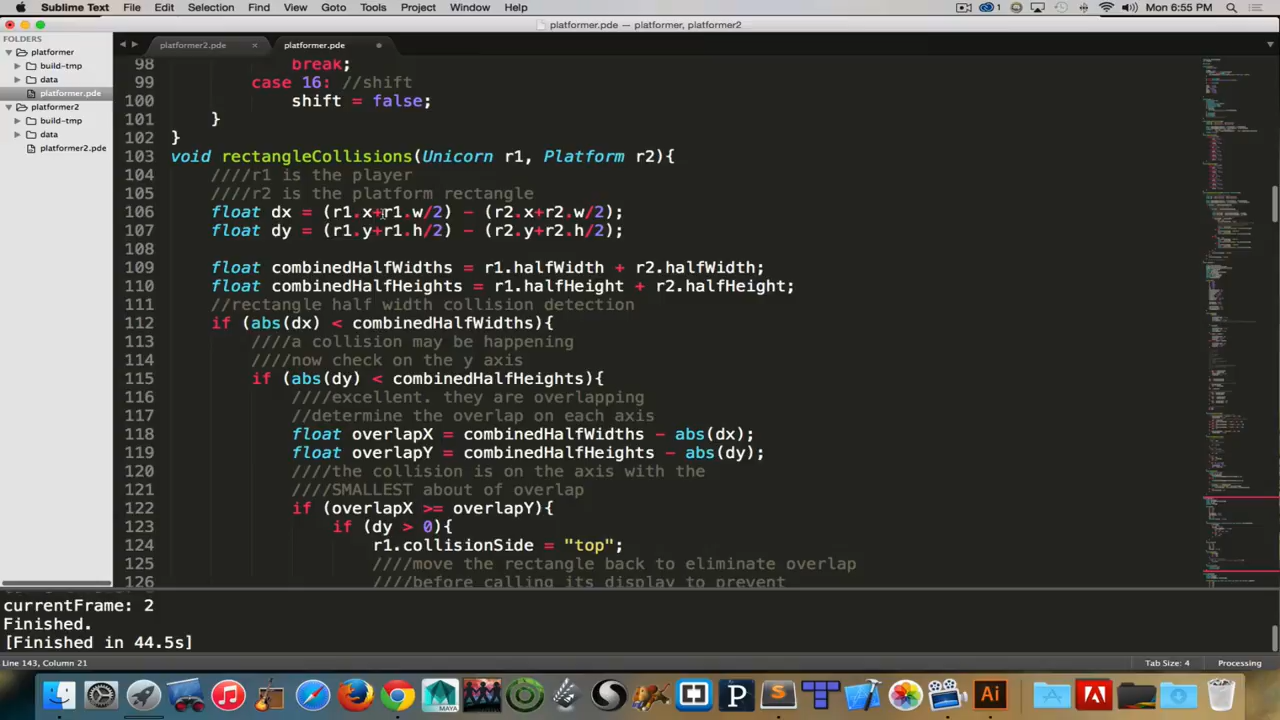 Sublime Text File Edit Selection Find View Goto Tools Project Window Help 1 Mon 6:55 PM
platformer.pde — platformer, platformer2
FOLDERS
platformer
build-tmp
data
platformer.pde
platformer2
build-tmp
data
platformer2.pde
platformer2.pde × platformer.pde
98 break;
99 case 16: //shift
100 shift = false;
101 }
102 }
103 void rectangleCollisions(Unicorn r1, Platform r2){
104 ////r1 is the player
105 ////r2 is the platform rectangle
106 float dx = (r1.x+r1.w/2) - (r2.x+r2.w/2);
107 float dy = (r1.y+r1.h/2) - (r2.y+r2.h/2);
108
109 float combinedHalfWidths = r1.halfWidth + r2.halfWidth;
110 float combinedHalfHeights = r1.halfHeight + r2.halfHeight;
111 //rectangle half width collision detection
112 if (abs(dx) < combinedHalfWidths){
113 ////a collision may be happening
114 ////now check on the y axis
115 if (abs(dy) < combinedHalfHeights){
116 ////excellent. they are overlapping
117 //determine the overlap on each axis
118 float overlapX = combinedHalfWidths - abs(dx);
119 float overlapY = combinedHalfHeights - abs(dy);
120 ////the collision is on the axis with the
121 ////SMALLEST about of overlap
122 if (overlapX >= overlapY){
123 if (dy > 0){
124 r1.collisionSide = "top";
125 ////move the rectangle back to eliminate overlap
126 ////before calling its display to prevent
currentFrame: 2
Finished.
[Finished in 44.5s]
Line 143, Column 21 Tab Size: 4 Processing
MAYA P S Ai